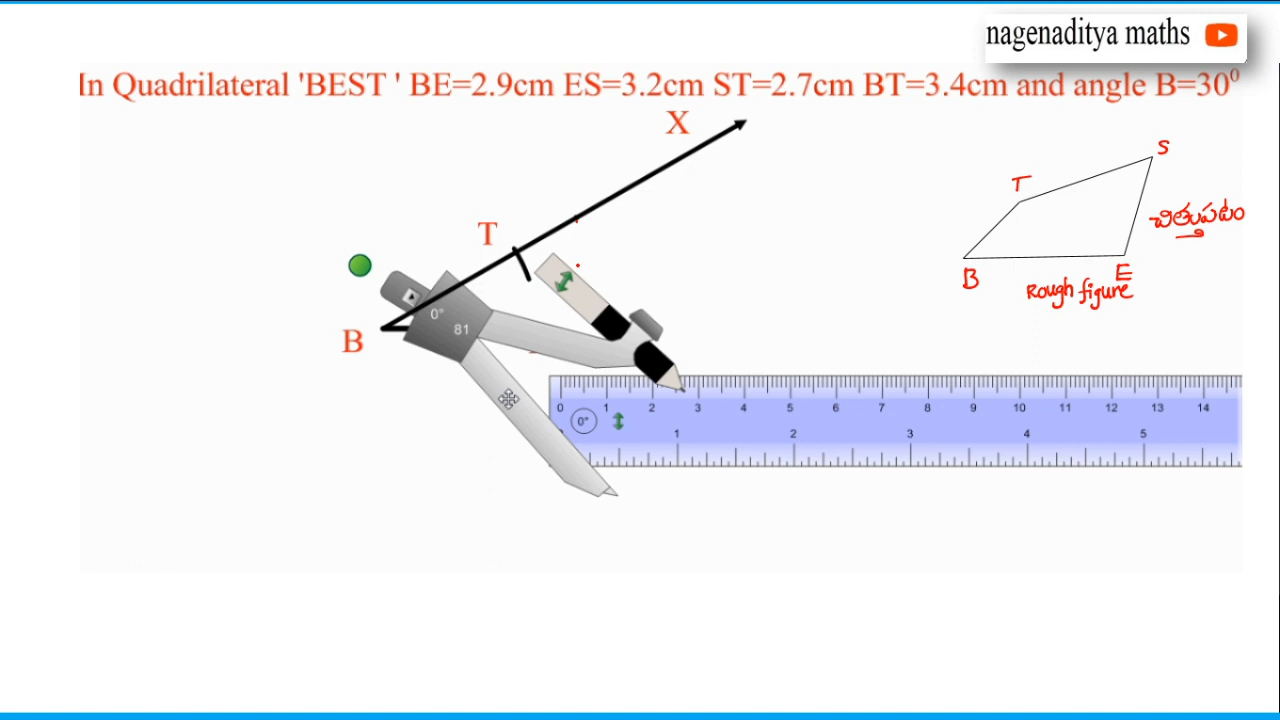 nagenaditya maths
In Quadrilateral 'BEST ' BE=2.9cm ES=3.2cm ST=2.7cm BT=3.4cm and angle B=30⁰
X
S
T
చిత్తుపటం
T
B
E
Rough figure
0°
81
B
0 1 2 3 4 5 6 7 8 9 10 11 12 13 14
0°
1 2 3 4 5